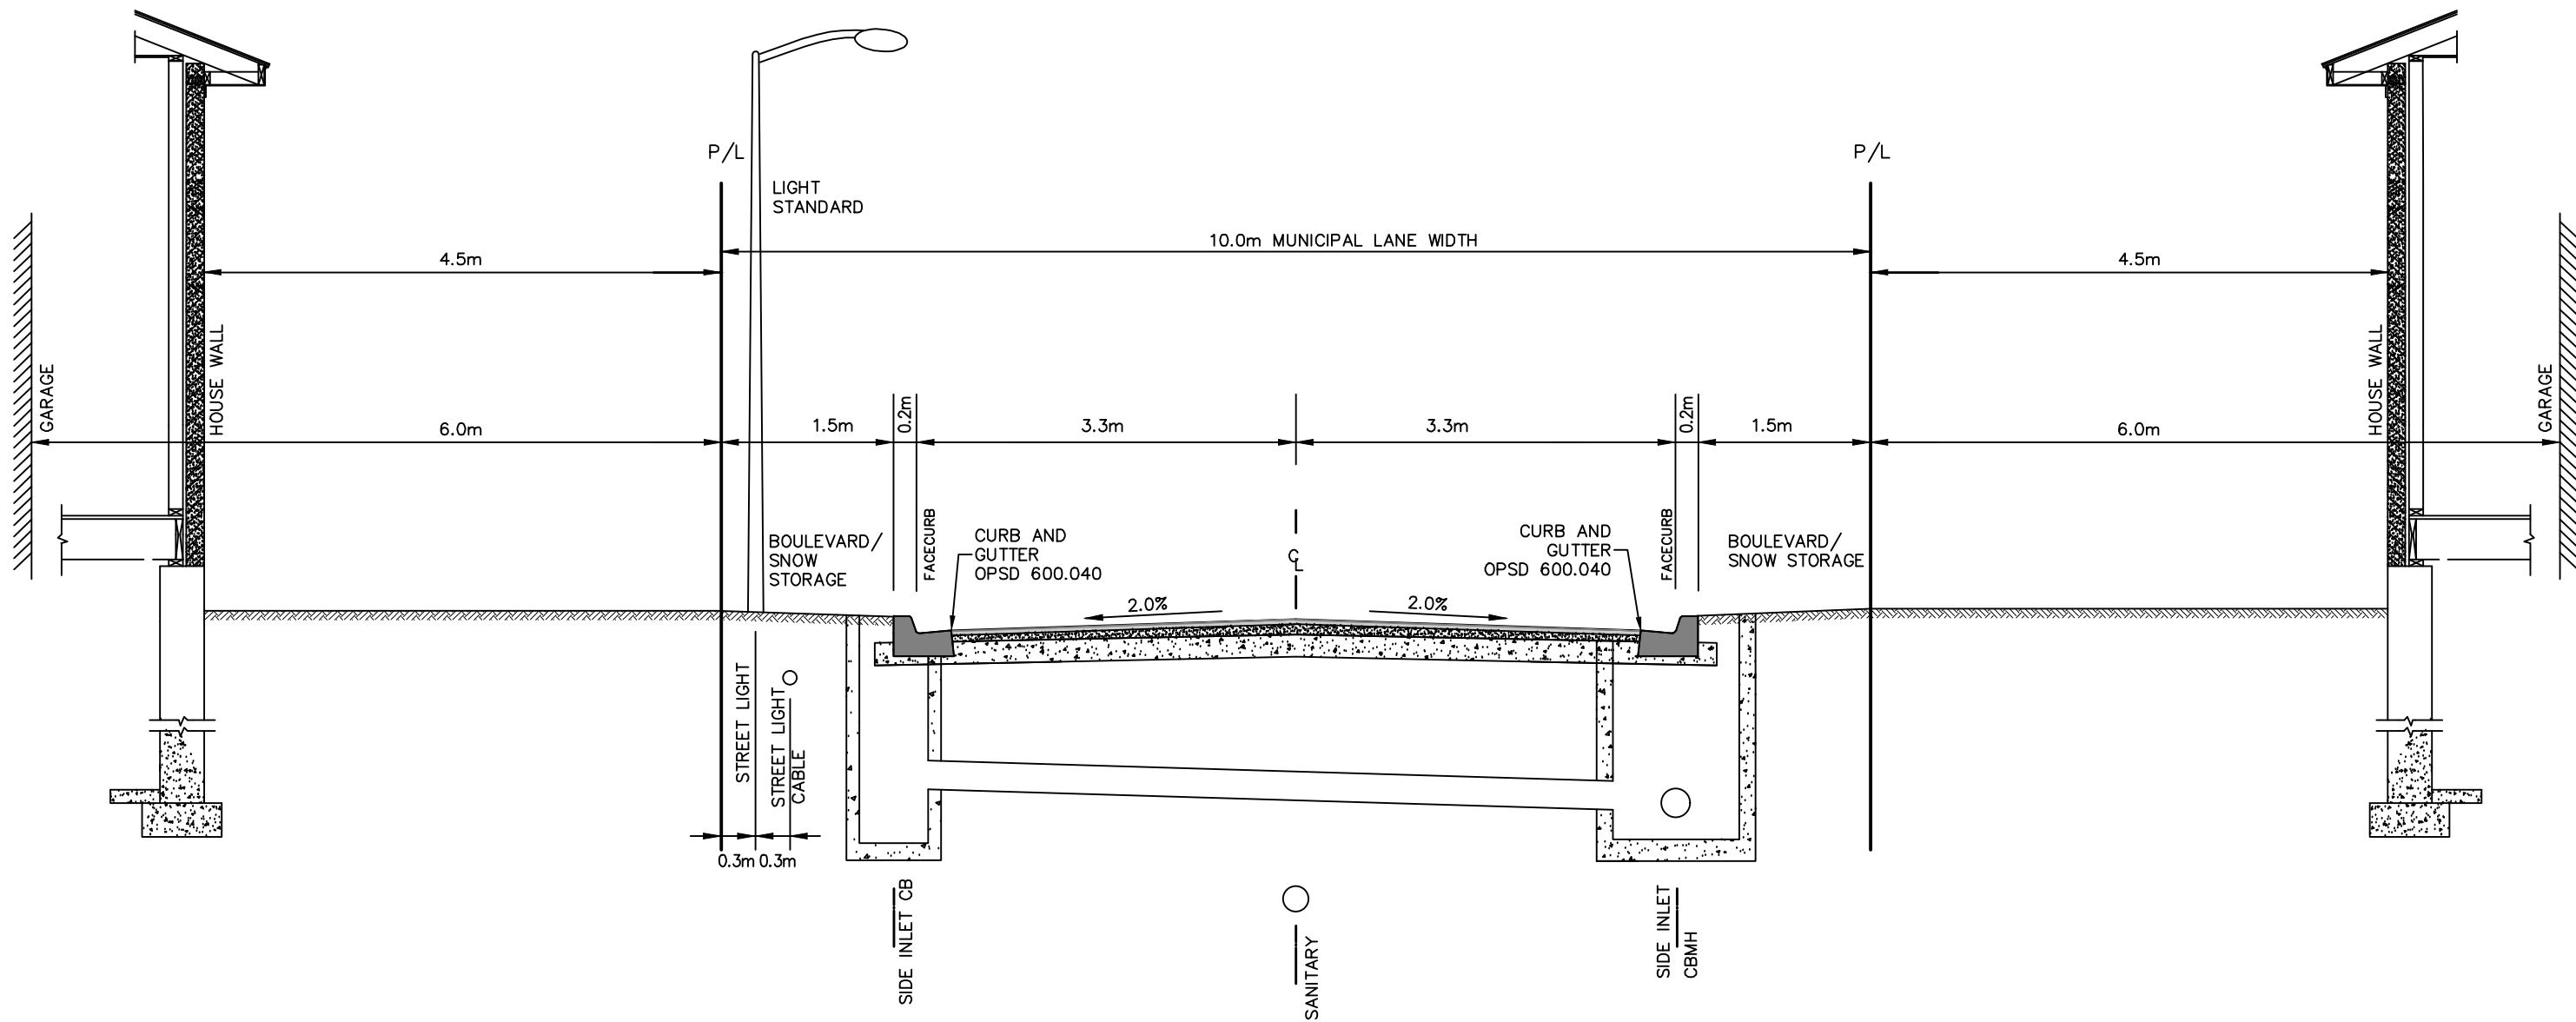 P/L
P/L
LIGHT
STANDARD
10.0m MUNICIPAL LANE WIDTH
4.5m
4.5m
GARAGE
HOUSE WALL
HOUSE WALL
GARAGE
6.0m
1.5m
0.2m
3.3m
3.3m
0.2m
1.5m
6.0m
BOULEVARD/
SNOW
STORAGE
FACECURB
CURB AND
GUTTER
OPSD 600.040
CL
CURB AND
GUTTER
OPSD 600.040
FACECURB
BOULEVARD/
SNOW STORAGE
2.0%
2.0%
STREET LIGHT
STREET LIGHT
CABLE
0.3m
0.3m
SIDE INLET CB
SANITARY
SIDE INLET
CBMH